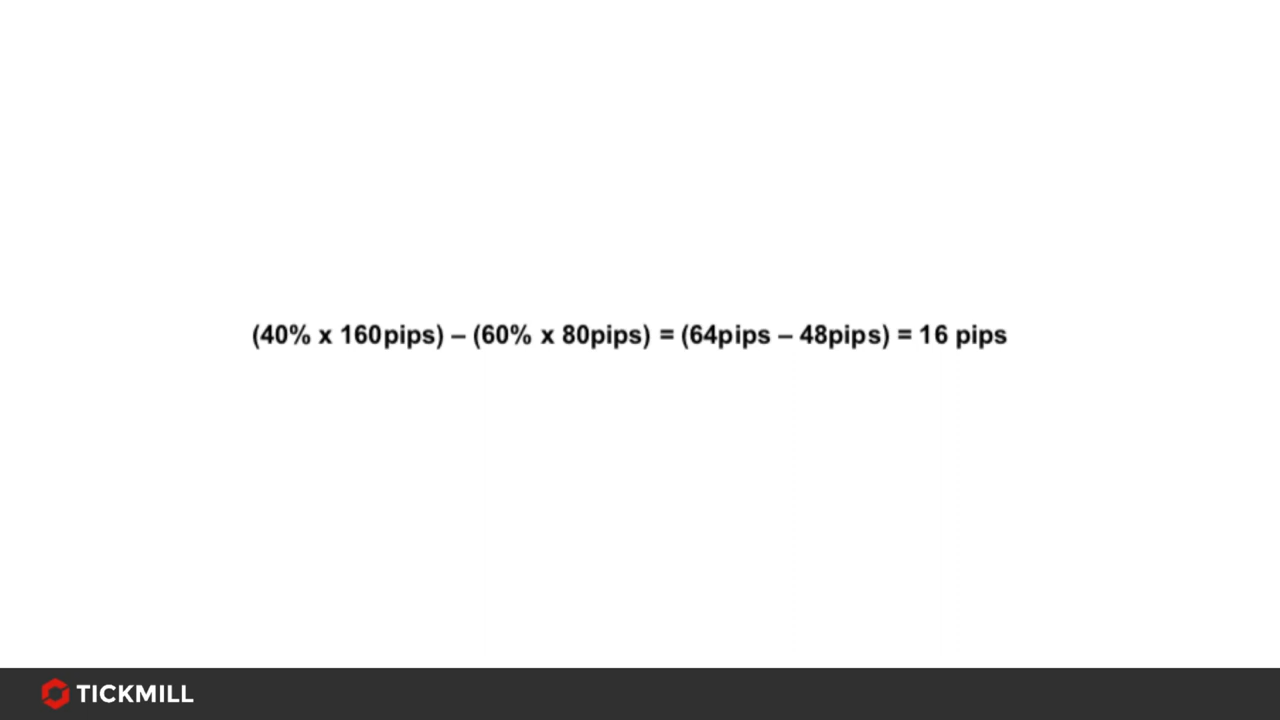 (40% x 160pips) – (60% x 80pips) = (64pips – 48pips) = 16 pips
TICKMILL